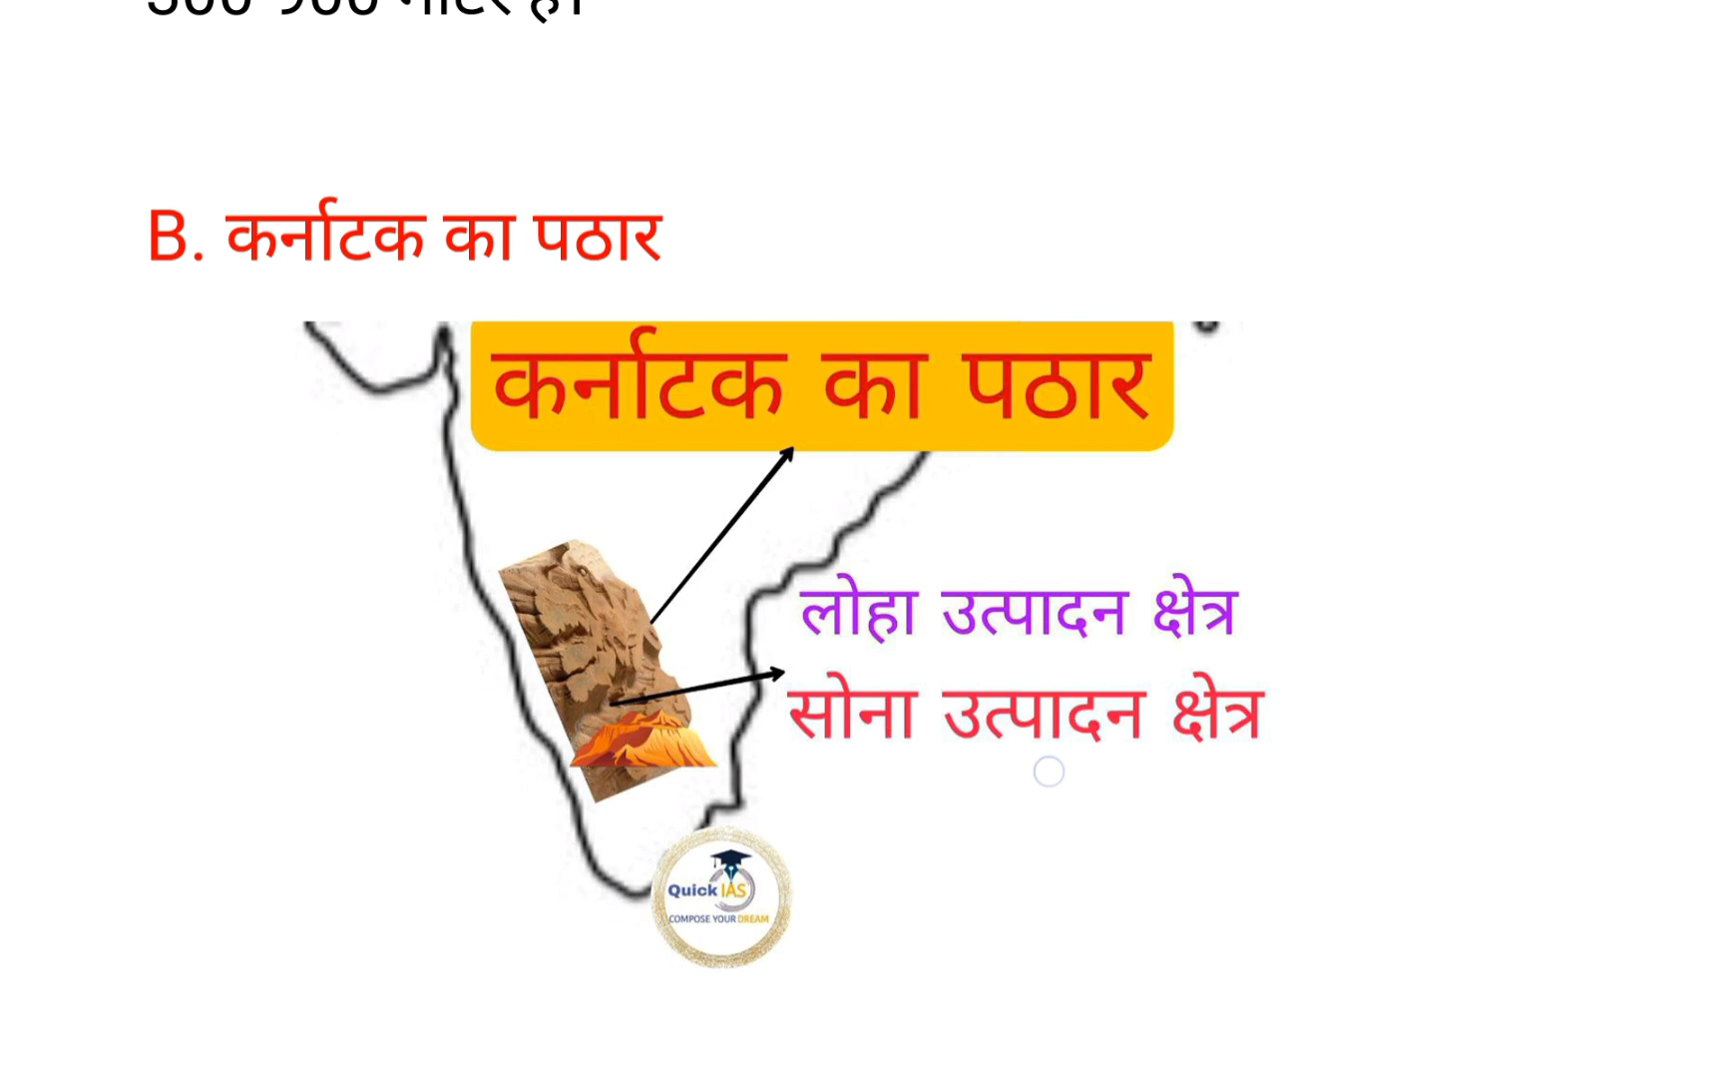 B. कर्नाटक का पठार
कर्नाटक का पठार
लोहा उत्पादन क्षेत्र
सोना उत्पादन क्षेत्र
Quick IAS
COMPOSE YOUR DREAM